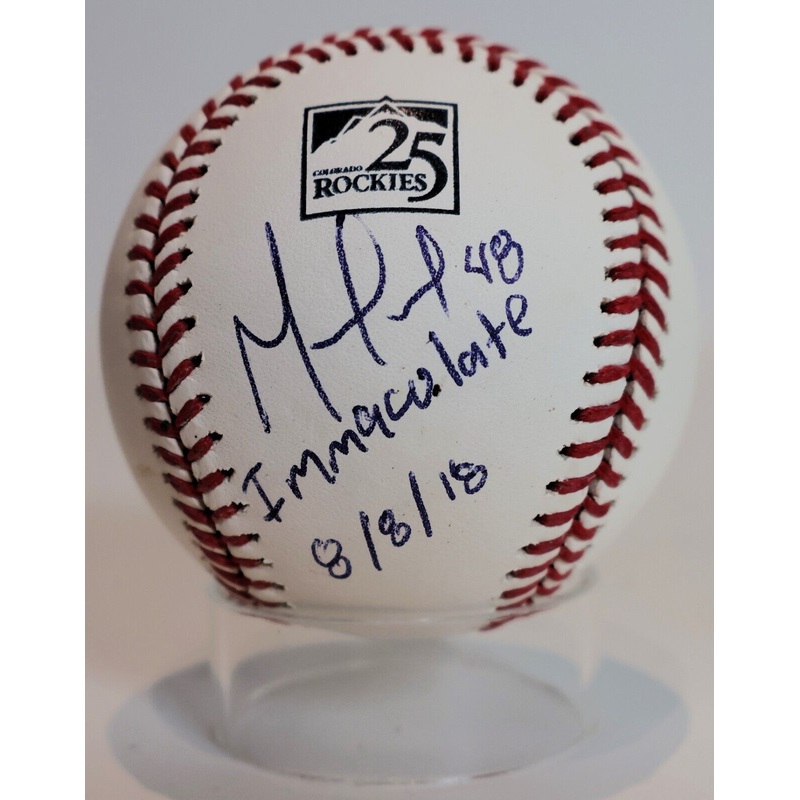 25
COLORADO
ROCKIES
48
Immaculate
8/8/18